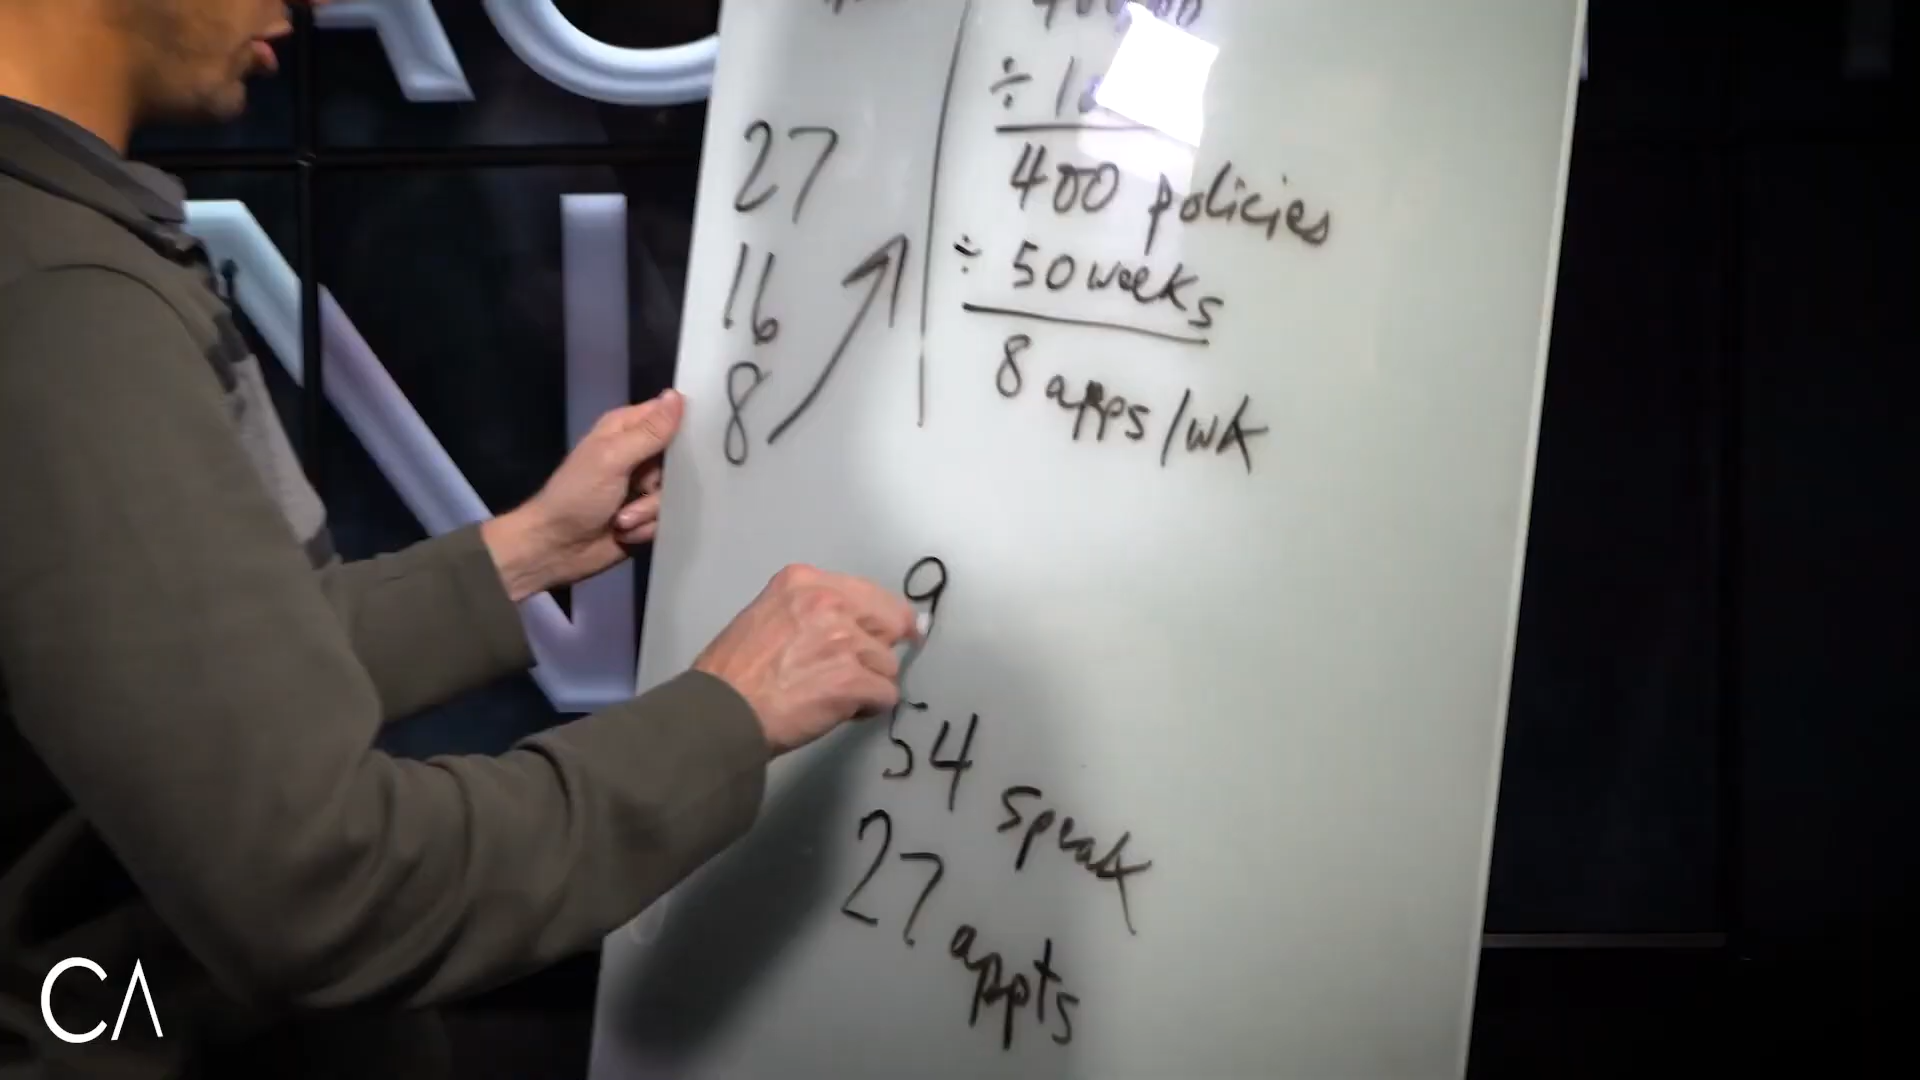 27
16
8
400 policies
÷ 50 weeks
8 apps/wk
9
54 speak
27 appts
CA